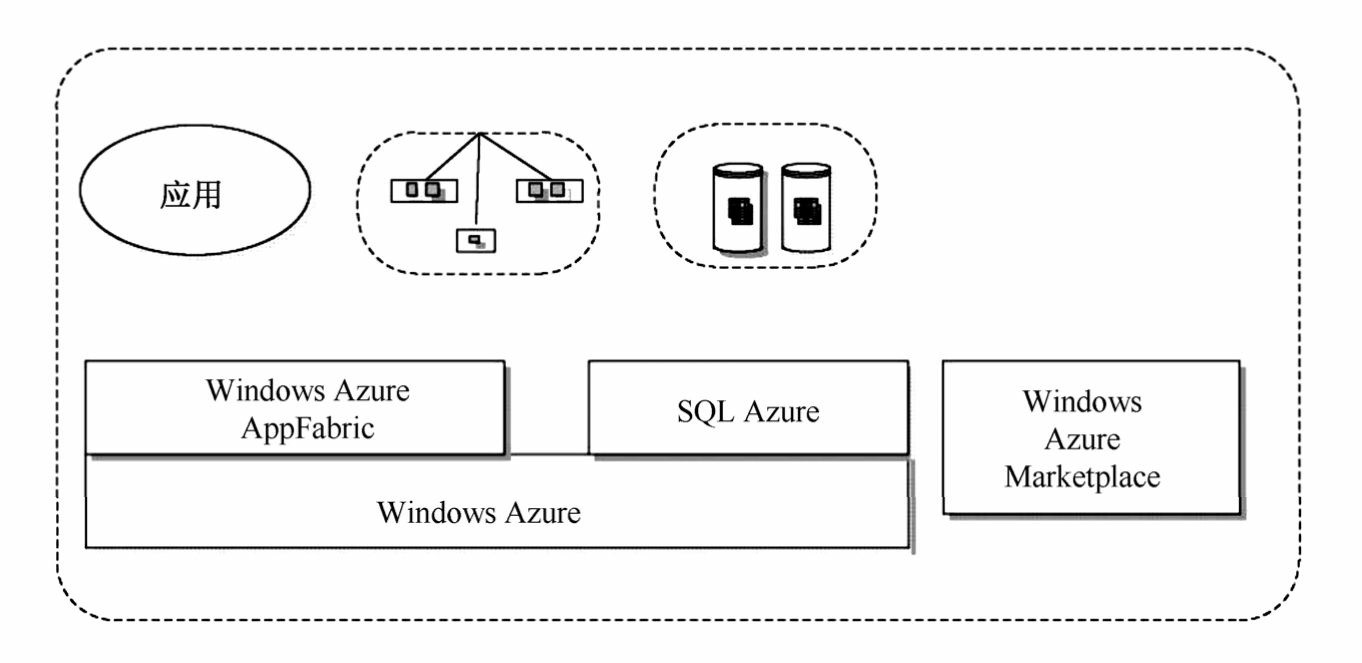 应用
Windows Azure
AppFabric
SQL Azure
Windows
Azure
Marketplace
Windows Azure